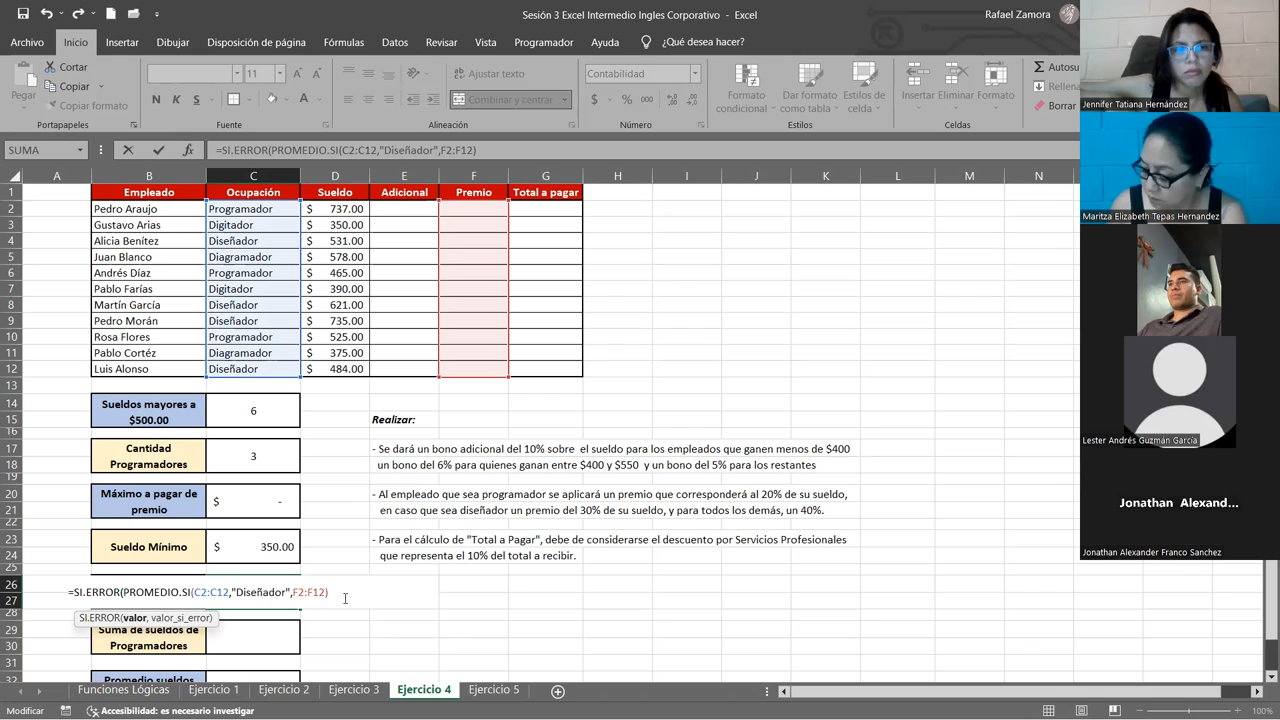 Sesión 3 Excel Intermedio Ingles Corporativo - Excel
Rafael Zamora
Archivo Inicio Insertar Dibujar Disposición de página Fórmulas Datos Revisar Vista Programador Ayuda ¿Qué desea hacer?
Pegar
Cortar
Copiar
Copiar formato
Portapapeles
11
N K S
Fuente
Ajustar texto
Combinar y centrar
Alineación
Contabilidad
$ % 000
Número
Formato condicional
Dar formato como tabla
Estilos de celda
Estilos
Insertar Eliminar Formato
Celdas
Autosu
Rellena
Borrar
SUMA
=SI.ERROR(PROMEDIO.SI(C2:C12,"Diseñador",F2:F12)
A B C D E F G H I J K L M N
1 Empleado Ocupación Sueldo Adicional Premio Total a pagar
2 Pedro Araujo Programador $ 737.00
3 Gustavo Arias Digitador $ 350.00
4 Alicia Benítez Diseñador $ 531.00
5 Juan Blanco Diagramador $ 578.00
6 Andrés Díaz Programador $ 465.00
7 Pablo Farías Digitador $ 390.00
8 Martín García Diseñador $ 621.00
9 Pedro Morán Diseñador $ 735.00
10 Rosa Flores Programador $ 525.00
11 Pablo Cortéz Diagramador $ 375.00
12 Luis Alonso Diseñador $ 484.00
13
14 Sueldos mayores a
15 $500.00 6 Realizar:
16
17 Cantidad - Se dará un bono adicional del 10% sobre el sueldo para los empleados que ganen menos de $400
18 Programadores 3 un bono del 6% para quienes ganan entre $400 y $550 y un bono del 5% para los restantes
19
20 Máximo a pagar de - Al empleado que sea programador se aplicará un premio que corresponderá al 20% de su sueldo,
21 premio $ - en caso que sea diseñador un premio del 30% de su sueldo, y para todos los demás, un 40%.
22
23 Sueldo Mínimo $ 350.00 - Para el cálculo de "Total a Pagar", debe de considerarse el descuento por Servicios Profesionales
24 que representa el 10% del total a recibir.
25
26 =SI.ERROR(PROMEDIO.SI(C2:C12,"Diseñador",F2:F12)
27
28 SI.ERROR(valor, valor_si_error)
29 Suma de sueldos de
30 Programadores
31
32 Promedio sueldos
Funciones Lógicas Ejercicio 1 Ejercicio 2 Ejercicio 3 Ejercicio 4 Ejercicio 5
Modificar Accesibilidad: es necesario investigar 100%
Jennifer Tatiana Hernández
Maritza Elizabeth Tepas Hernandez
Lester Andrés Guzmán García
Jonathan Alexand...
Jonathan Alexander Franco Sanchez